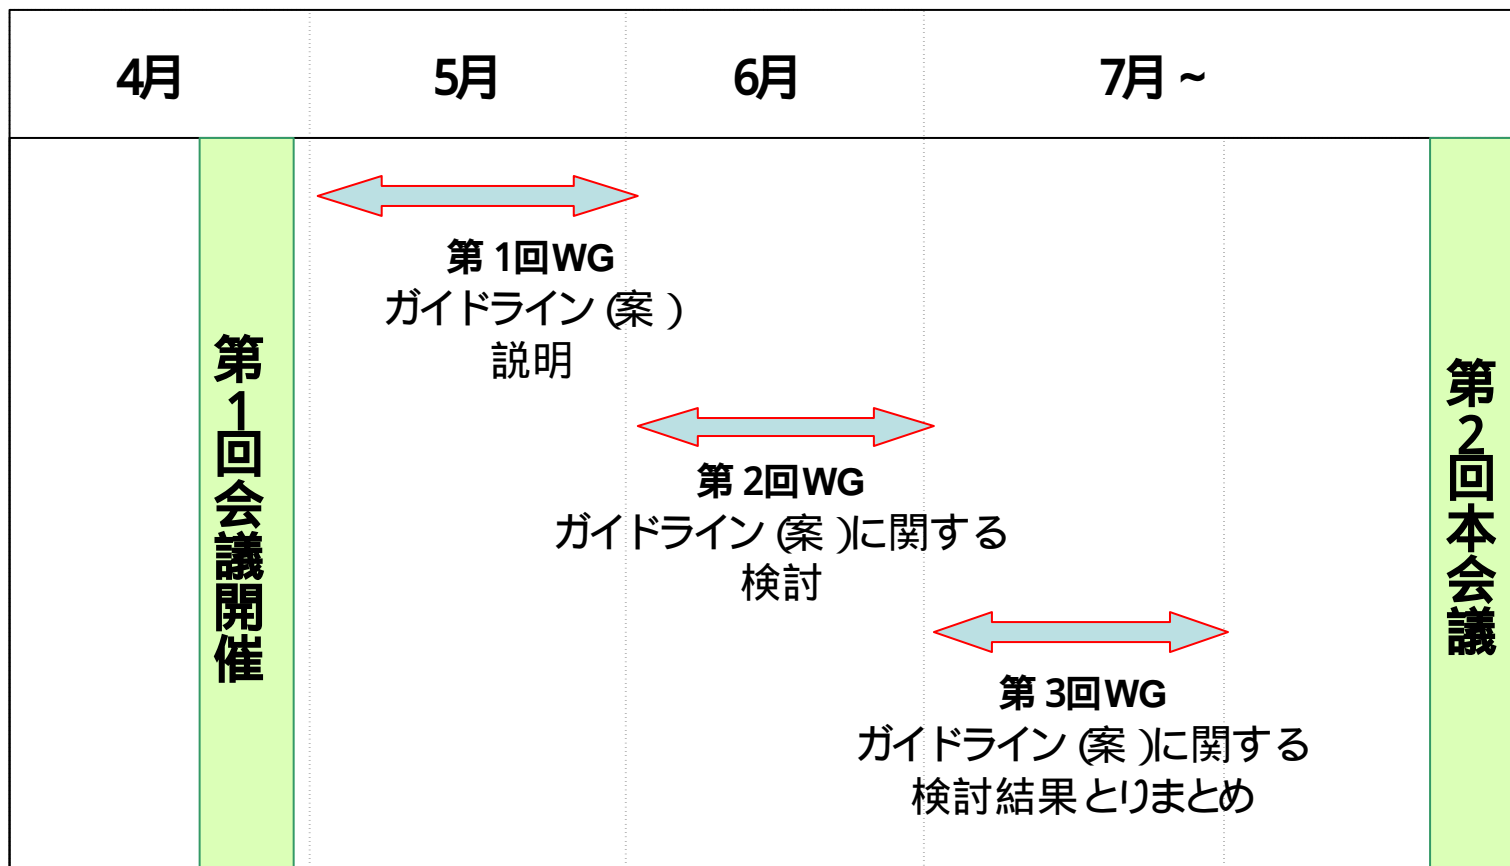 4月
5月
6月
7月~
第1回会議開催
第1回WG
ガイドライン(案)
説明
第2回WG
ガイドライン(案)に関する
検討
第3回WG
ガイドライン(案)に関する
検討結果とりまとめ
第2回本会議